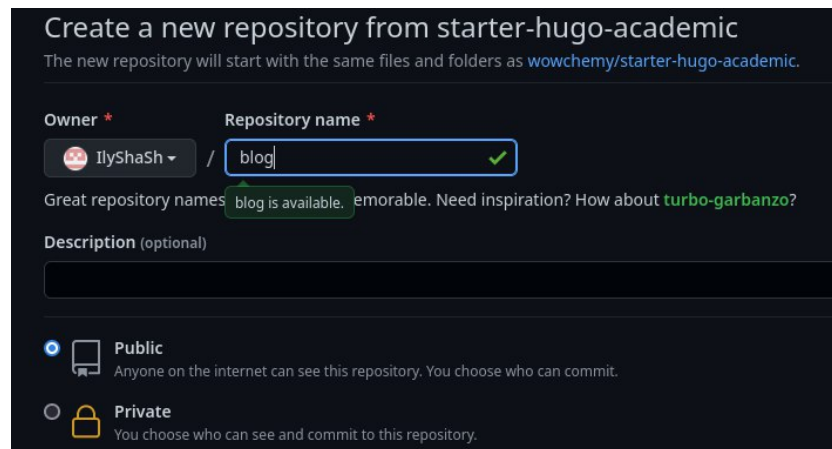 Create a new repository from starter-hugo-academic
The new repository will start with the same files and folders as wowchemy/starter-hugo-academic.
Owner * Repository name *
IlyShaSh / blog
Great repository names emorable. Need inspiration? How about turbo-garbanzo?
blog is available.
Description (optional)
Public
Anyone on the internet can see this repository. You choose who can commit.
Private
You choose who can see and commit to this repository.